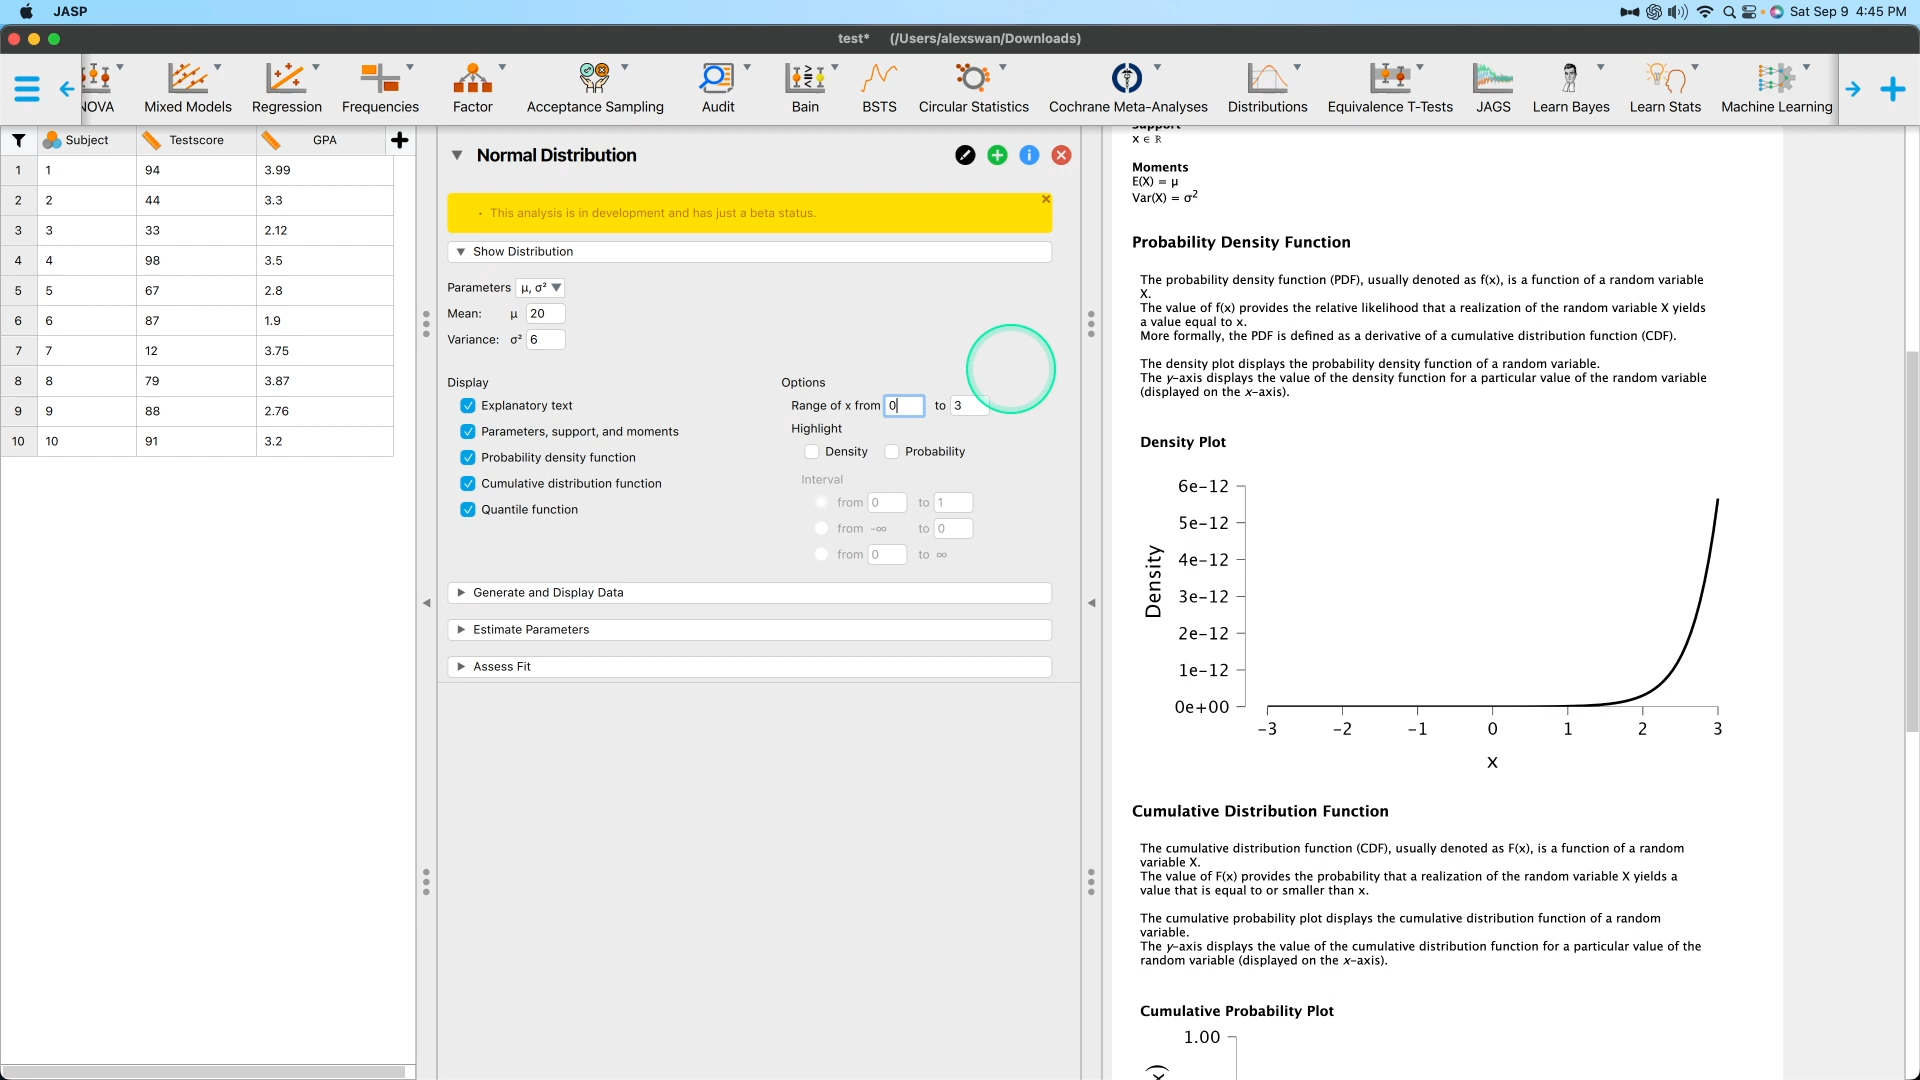 JASP
Sat Sep 9 4:45 PM
test* (/Users/alexswan/Downloads)
NOVA
Mixed Models
Regression
Frequencies
Factor
Acceptance Sampling
Audit
Bain
BSTS
Circular Statistics
Cochrane Meta-Analyses
Distributions
Equivalence T-Tests
JAGS
Learn Bayes
Learn Stats
Machine Learning
Subject Testscore GPA
1 1 94 3.99
2 2 44 3.3
3 3 33 2.12
4 4 98 3.5
5 5 67 2.8
6 6 87 1.9
7 7 12 3.75
8 8 79 3.87
9 9 88 2.76
10 10 91 3.2
Normal Distribution
• This analysis is in development and has just a beta status.
Show Distribution
Parameters μ, σ²
Mean: μ 20
Variance: σ² 6
Display
Explanatory text
Parameters, support, and moments
Probability density function
Cumulative distribution function
Quantile function
Options
Range of x from 0 to 3
Highlight
Density Probability
Interval
from 0 to 1
from -∞ to 0
from 0 to ∞
Generate and Display Data
Estimate Parameters
Assess Fit
Support
x ∈ ℝ
Moments
E(X) = μ
Var(X) = σ²
Probability Density Function
The probability density function (PDF), usually denoted as f(x), is a function of a random variable
X.
The value of f(x) provides the relative likelihood that a realization of the random variable X yields
a value equal to x.
More formally, the PDF is defined as a derivative of a cumulative distribution function (CDF).
The density plot displays the probability density function of a random variable.
The y-axis displays the value of the density function for a particular value of the random variable
(displayed on the x-axis).
Density Plot
6e-12
5e-12
4e-12
3e-12
2e-12
1e-12
0e+00
Density
-3 -2 -1 0 1 2 3
x
Cumulative Distribution Function
The cumulative distribution function (CDF), usually denoted as F(x), is a function of a random
variable X.
The value of F(x) provides the probability that a realization of the random variable X yields a
value that is equal to or smaller than x.
The cumulative probability plot displays the cumulative distribution function of a random
variable.
The y-axis displays the value of the cumulative distribution function for a particular value of the
random variable (displayed on the x-axis).
Cumulative Probability Plot
1.00
x)